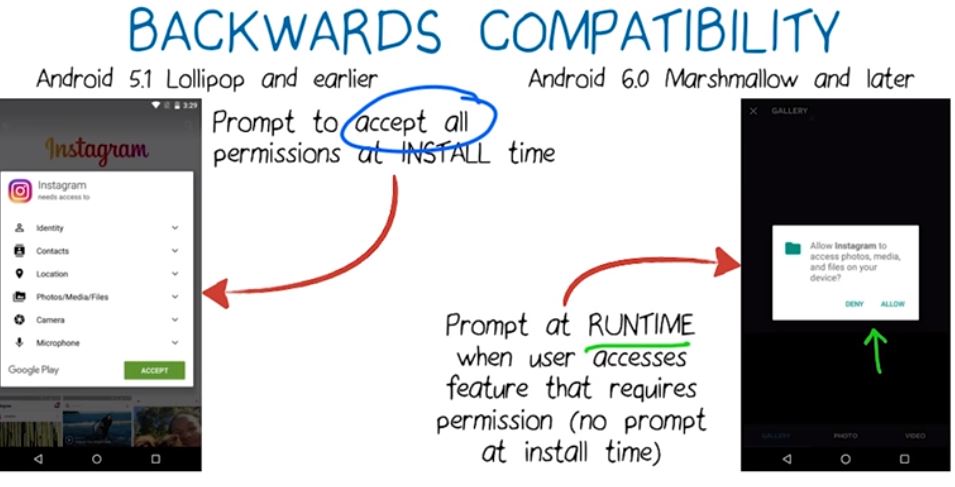 BACKWARDS COMPATIBILITY
Android 5.1 Lollipop and earlier
Android 6.0 Marshmallow and later
3:29
Instagram
Instagram
needs access to
Identity
Contacts
Location
Photos/Media/Files
Camera
Microphone
Google Play
ACCEPT
Prompt to accept all
permissions at INSTALL time
Prompt at RUNTIME
when user accesses
feature that requires
permission (no prompt
at install time)
GALLERY
Allow Instagram to
access photos, media,
and files on your
device?
DENY ALLOW
GALLERY PHOTO VIDEO